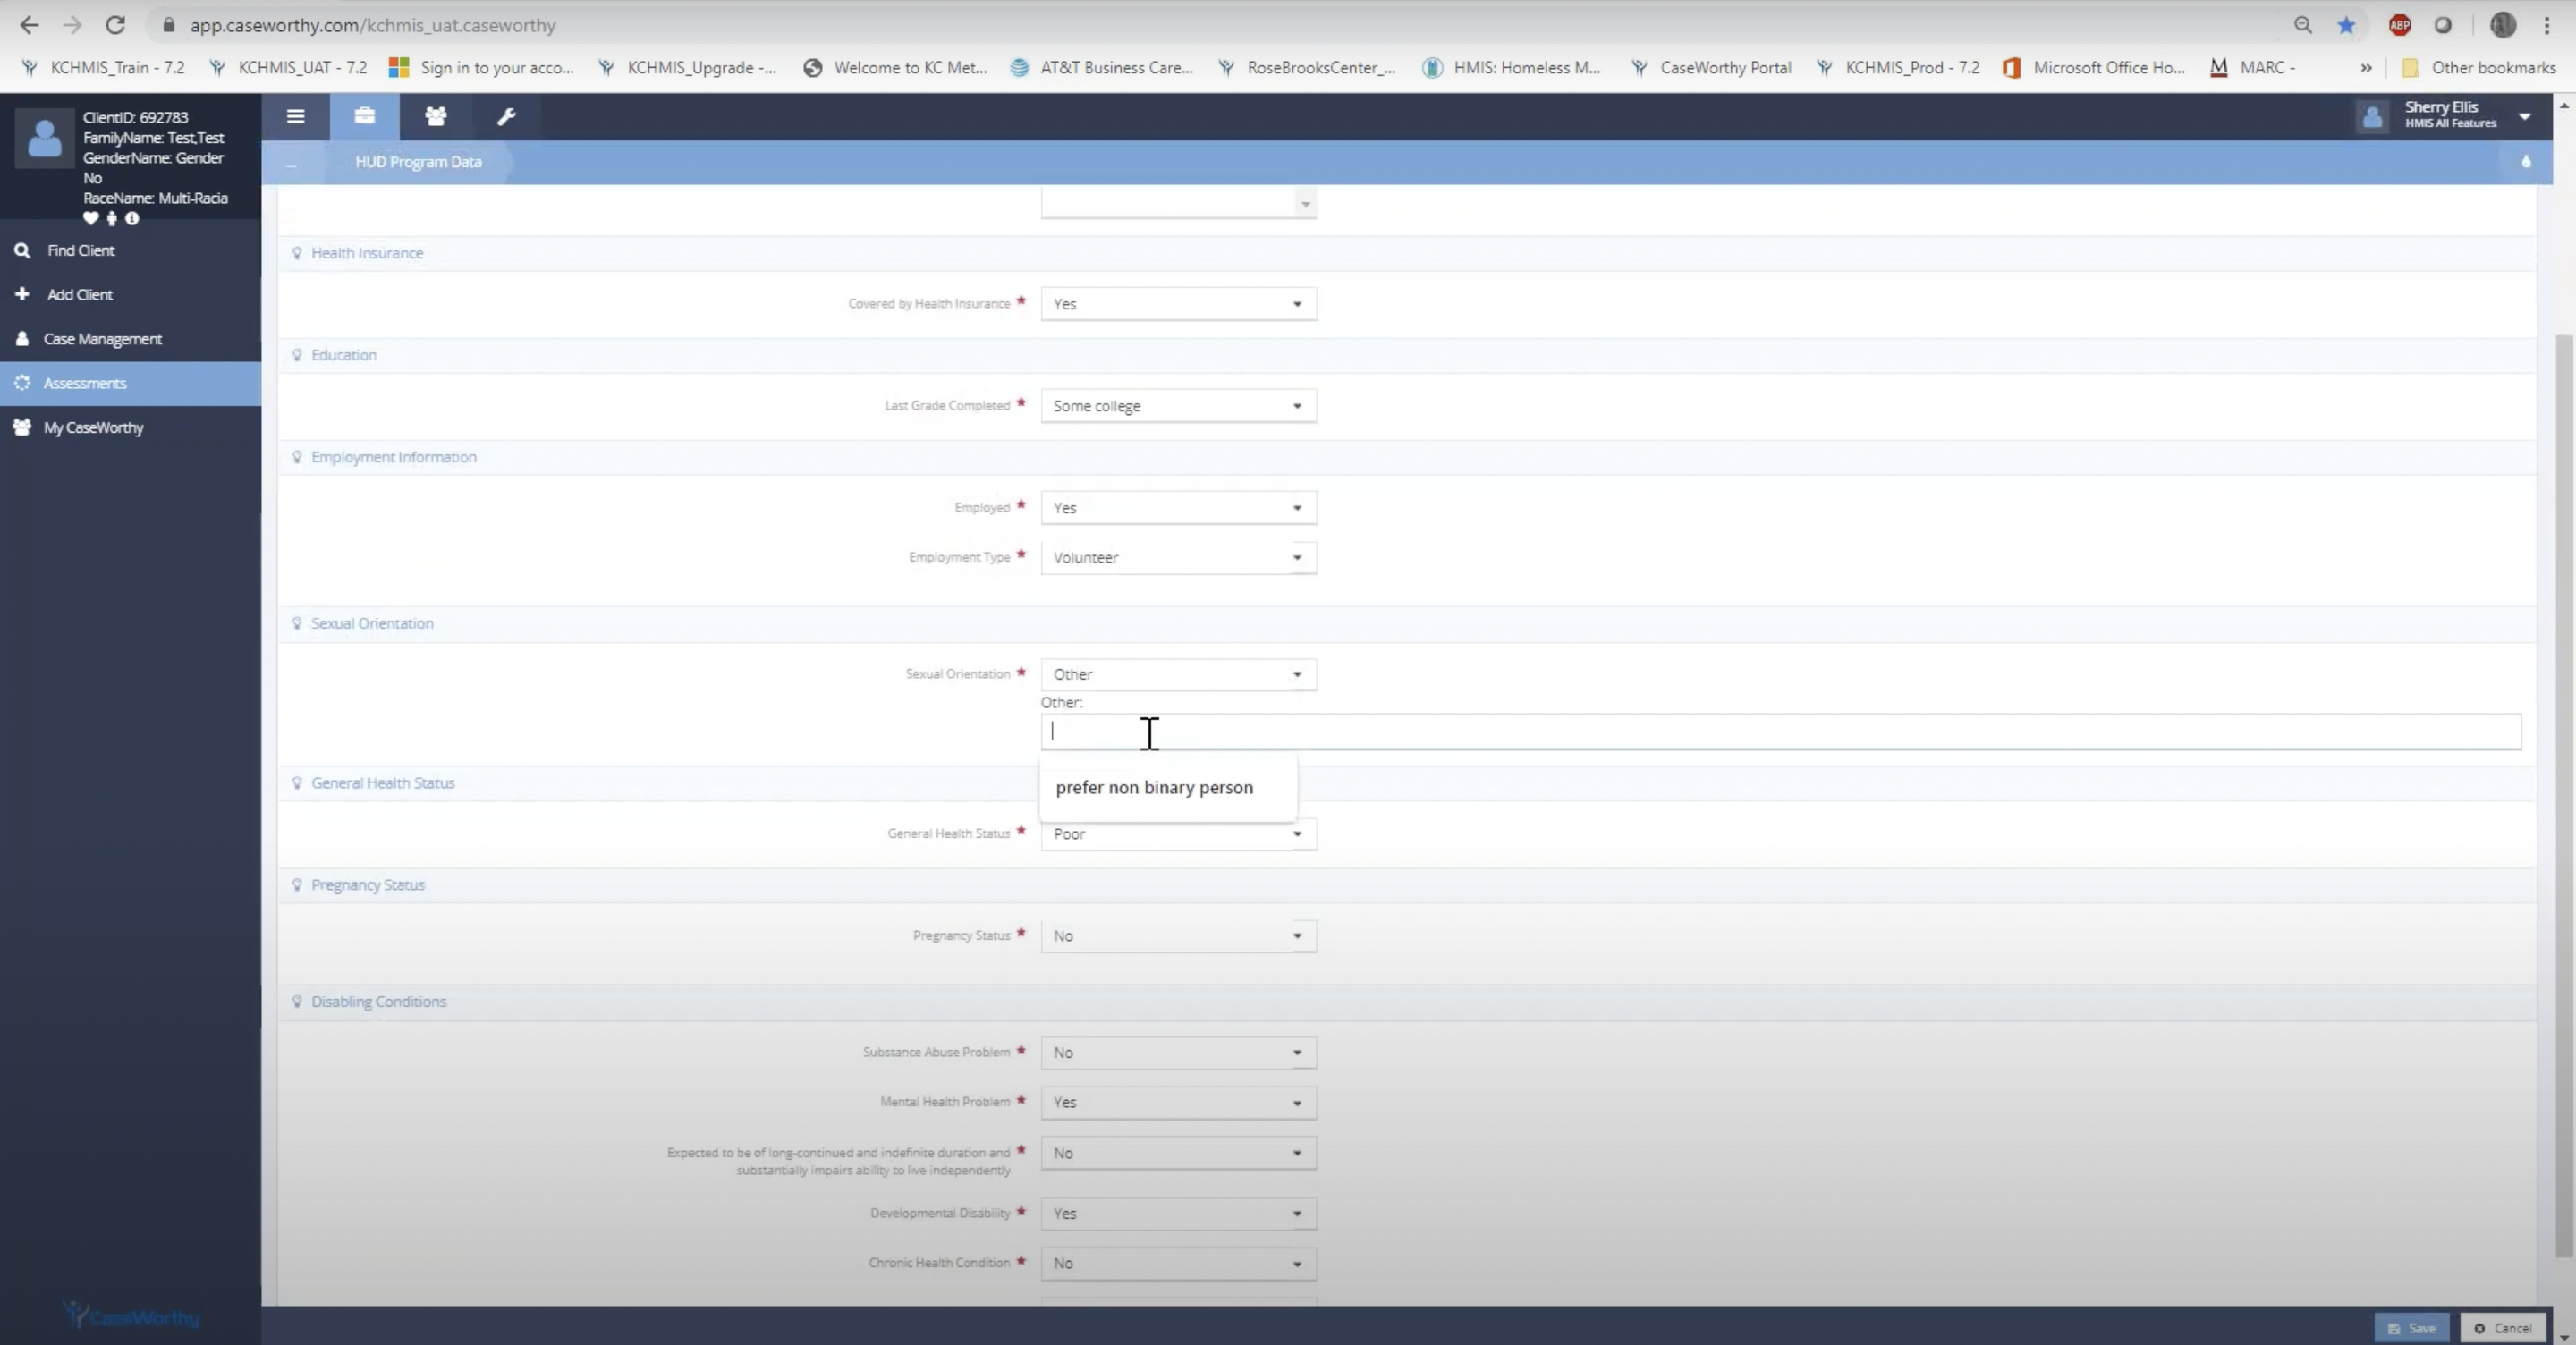 app.caseworthy.com/kchmis_uat.caseworthy
ABP
KCHMIS_Train - 7.2
KCHMIS_UAT - 7.2
Sign in to your acco...
KCHMIS_Upgrade -...
Welcome to KC Met...
AT&T Business Care...
RoseBrooksCenter_...
HMIS: Homeless M...
CaseWorthy Portal
KCHMIS_Prod - 7.2
Microsoft Office Ho...
M MARC -
»
Other bookmarks
ClientID: 692783
FamilyName: Test,Test
GenderName: Gender
No
RaceName: Multi-Racia
Find Client
Add Client
Case Management
Assessments
My CaseWorthy
CaseWorthy
Sherry Ellis
HMIS All Features
HUD Program Data
Health Insurance
Covered by Health Insurance * Yes
Education
Last Grade Completed * Some college
Employment Information
Employed * Yes
Employment Type * Volunteer
Sexual Orientation
Sexual Orientation * Other
Other:
prefer non binary person
General Health Status
General Health Status * Poor
Pregnancy Status
Pregnancy Status * No
Disabling Conditions
Substance Abuse Problem * No
Mental Health Problem * Yes
Expected to be of long-continued and indefinite duration and * No
substantially impairs ability to live independently
Developmental Disability * Yes
Chronic Health Condition * No
Save
Cancel